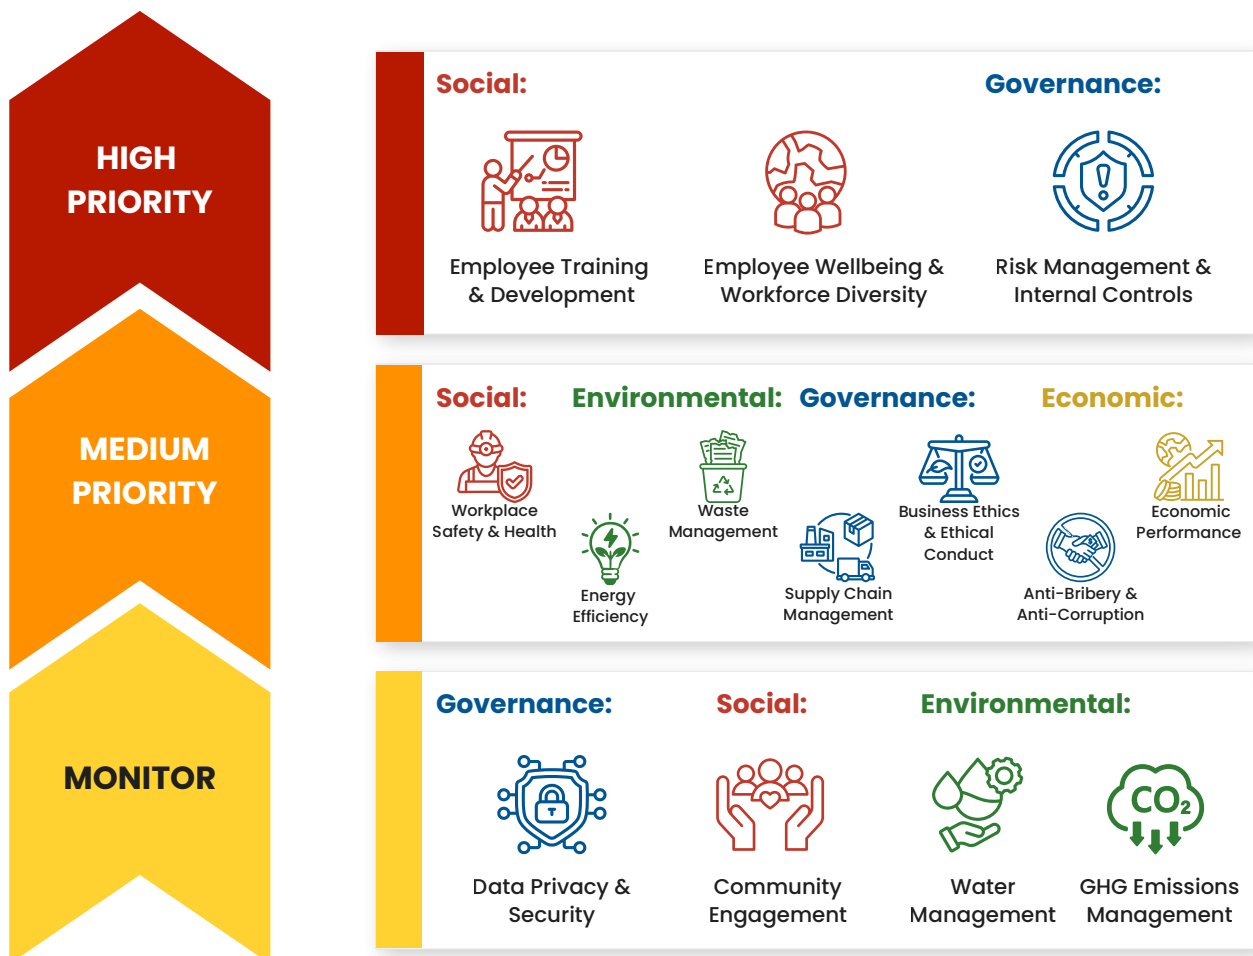 HIGH
PRIORITY
Social:
Governance:
Employee Training
& Development
Employee Wellbeing &
Workforce Diversity
Risk Management &
Internal Controls
MEDIUM
PRIORITY
Social:
Environmental:
Governance:
Economic:
Workplace
Safety & Health
Energy
Efficiency
Waste
Management
Supply Chain
Management
Business Ethics
& Ethical
Conduct
Anti-Bribery &
Anti-Corruption
Economic
Performance
MONITOR
Governance:
Social:
Environmental:
Data Privacy &
Security
Community
Engagement
Water
Management
CO₂
GHG Emissions
Management